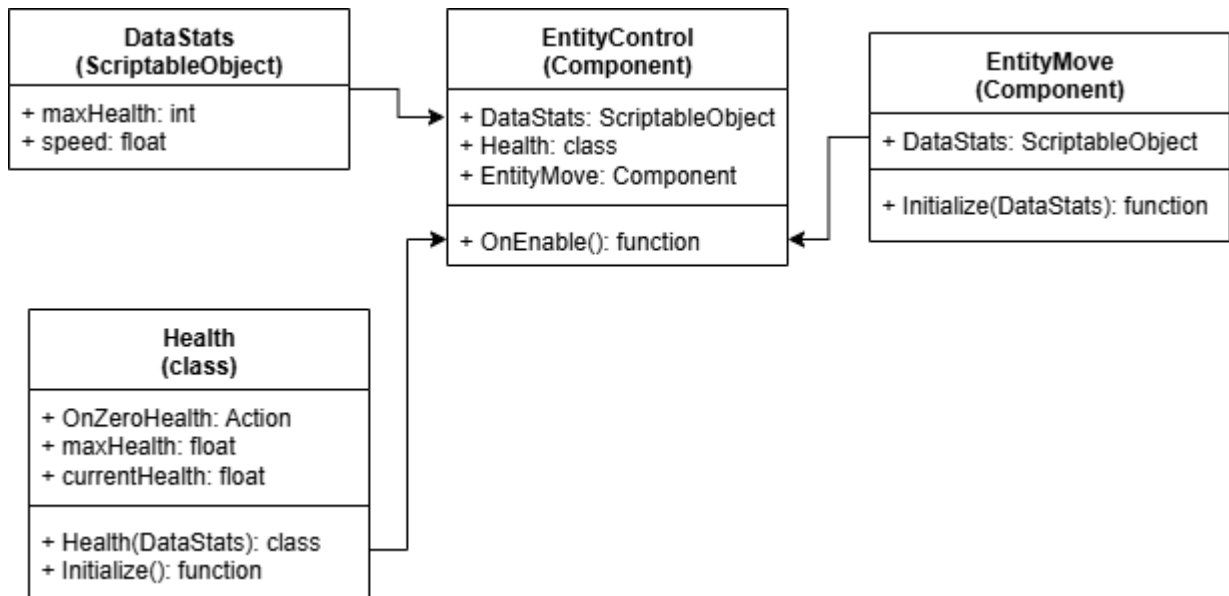 DataStats
(ScriptableObject)
+ maxHealth: int
+ speed: float
EntityControl
(Component)
+ DataStats: ScriptableObject
+ Health: class
+ EntityMove: Component
+ OnEnable(): function
EntityMove
(Component)
+ DataStats: ScriptableObject
+ Initialize(DataStats): function
Health
(class)
+ OnZeroHealth: Action
+ maxHealth: float
+ currentHealth: float
+ Health(DataStats): class
+ Initialize(): function